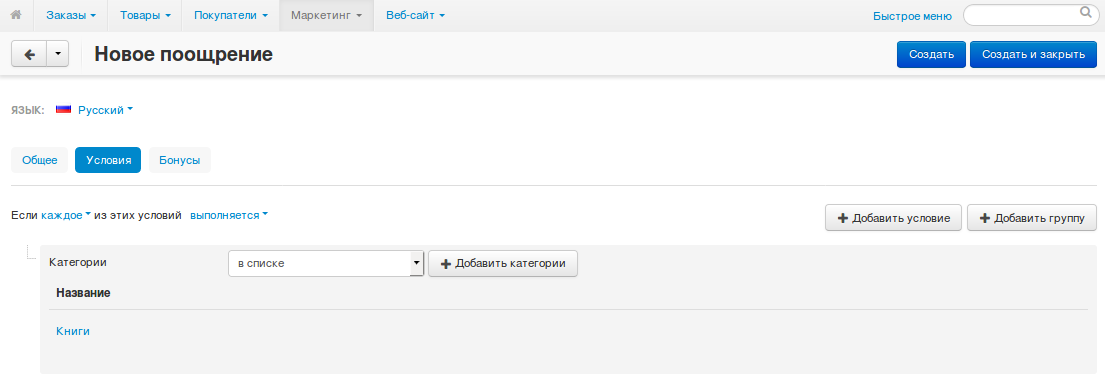 Заказы Товары Покупатели Маркетинг Веб-сайт Быстрое меню
Новое поощрение Создать Создать и закрыть
ЯЗЫК: Русский
Общее Условия Бонусы
Если каждое из этих условий выполняется Добавить условие Добавить группу
Категории в списке Добавить категории
Название
Книги